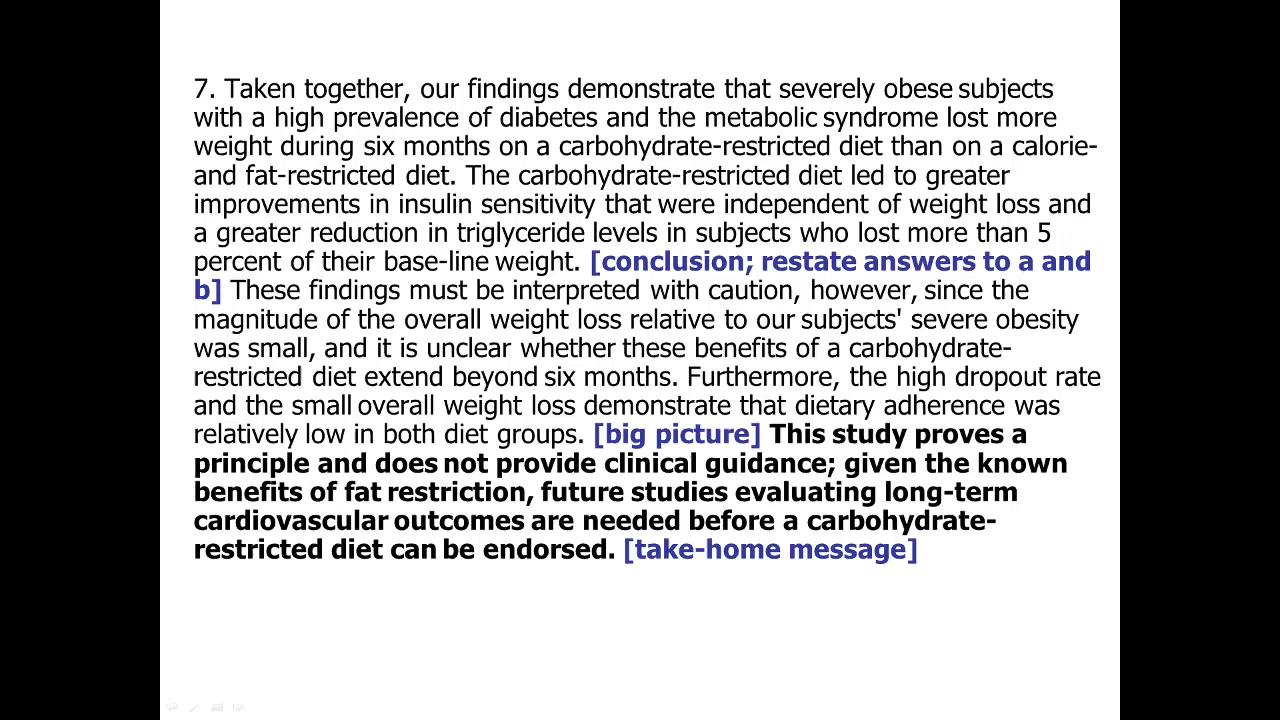 7. Taken together, our findings demonstrate that severely obese subjects
with a high prevalence of diabetes and the metabolic syndrome lost more
weight during six months on a carbohydrate-restricted diet than on a calorie-
and fat-restricted diet. The carbohydrate-restricted diet led to greater
improvements in insulin sensitivity that were independent of weight loss and
a greater reduction in triglyceride levels in subjects who lost more than 5
percent of their base-line weight. [conclusion; restate answers to a and
b] These findings must be interpreted with caution, however, since the
magnitude of the overall weight loss relative to our subjects' severe obesity
was small, and it is unclear whether these benefits of a carbohydrate-
restricted diet extend beyond six months. Furthermore, the high dropout rate
and the small overall weight loss demonstrate that dietary adherence was
relatively low in both diet groups. [big picture] This study proves a
principle and does not provide clinical guidance; given the known
benefits of fat restriction, future studies evaluating long-term
cardiovascular outcomes are needed before a carbohydrate-
restricted diet can be endorsed. [take-home message]